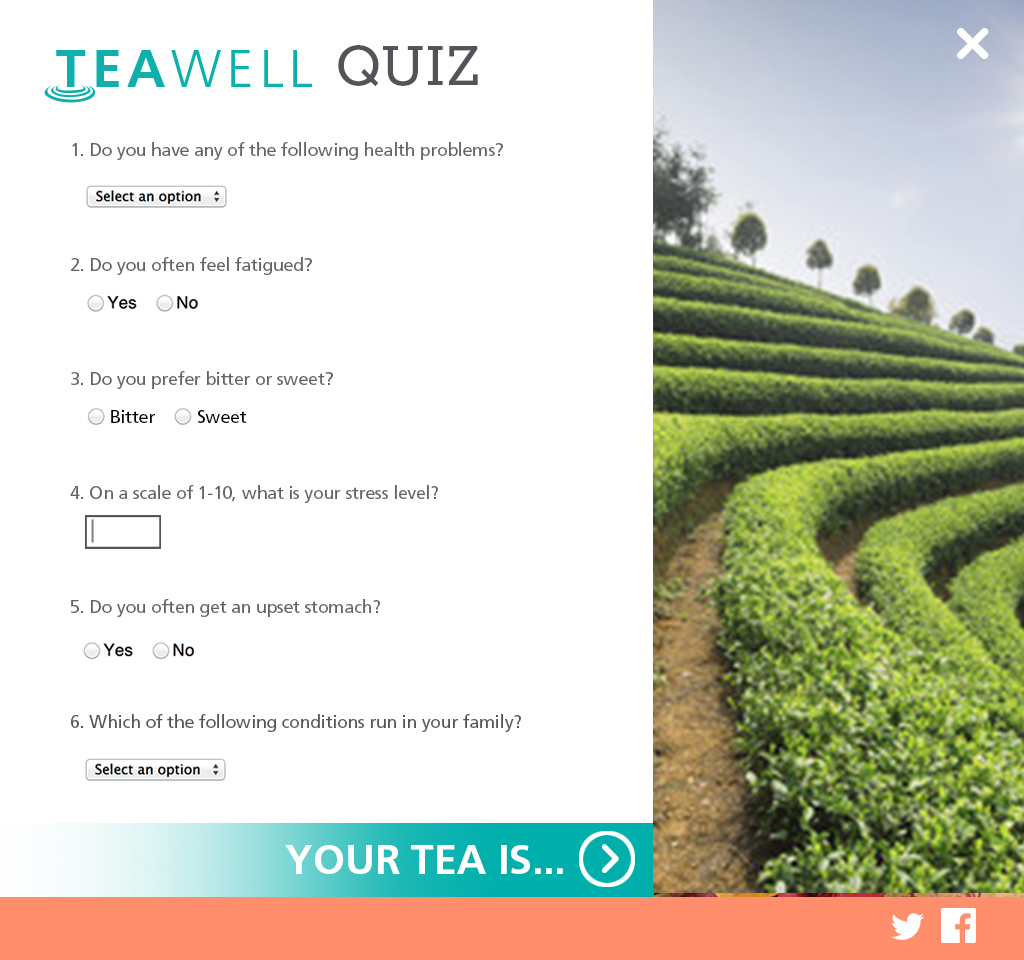 TEAWELL QUIZ
1. Do you have any of the following health problems?
Select an option
2. Do you often feel fatigued?
Yes No
3. Do you prefer bitter or sweet?
Bitter Sweet
4. On a scale of 1-10, what is your stress level?
5. Do you often get an upset stomach?
Yes No
6. Which of the following conditions run in your family?
Select an option
YOUR TEA IS...